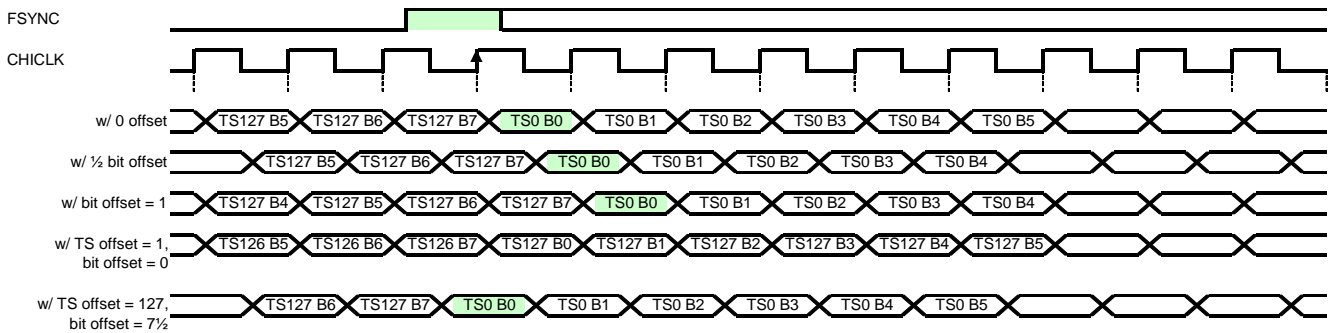 FSYNC
CHICLK
w/ 0 offset TS127 B5 TS127 B6 TS127 B7 TS0 B0 TS0 B1 TS0 B2 TS0 B3 TS0 B4 TS0 B5
w/ ½ bit offset TS127 B5 TS127 B6 TS127 B7 TS0 B0 TS0 B1 TS0 B2 TS0 B3 TS0 B4
w/ bit offset = 1 TS127 B4 TS127 B5 TS127 B6 TS127 B7 TS0 B0 TS0 B1 TS0 B2 TS0 B3 TS0 B4
w/ TS offset = 1, TS126 B5 TS126 B6 TS126 B7 TS127 B0 TS127 B1 TS127 B2 TS127 B3 TS127 B4 TS127 B5
bit offset = 0
w/ TS offset = 127, TS127 B6 TS127 B7 TS0 B0 TS0 B1 TS0 B2 TS0 B3 TS0 B4 TS0 B5
bit offset = 7½